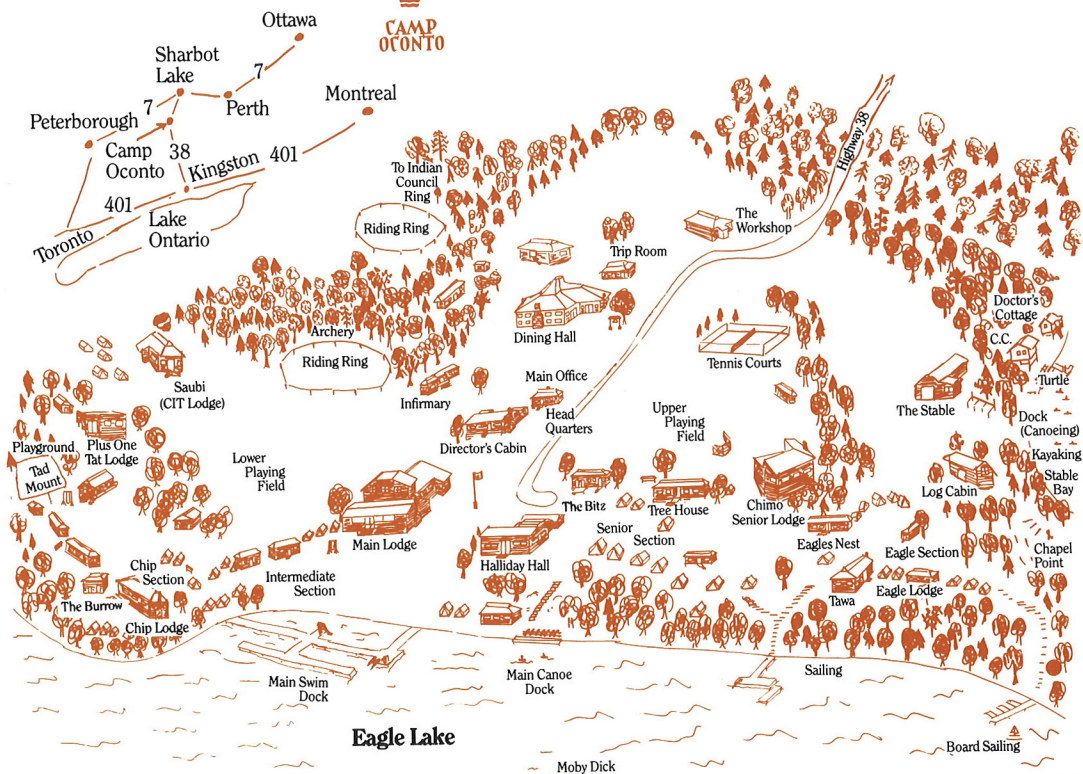 CAMP
OCONTO
Ottawa
Sharbot
Lake
7
7
Perth
Montreal
Peterborough
Camp
Oconto
38
Kingston
401
401
Lake
Ontario
Toronto
Highway 38
To Indian
Council
Ring
Riding Ring
The
Workshop
Trip Room
Dining Hall
Doctor's
Cottage
C.C.
Archery
Riding Ring
Tennis Courts
Turtle
Saubi
(CIT Lodge)
Infirmary
Main Office
Head
Quarters
The Stable
Dock
(Canoeing)
Upper
Playing
Field
Director's Cabin
Playground
Plus One
Tat Lodge
Kayaking
Tad
Mount
Lower
Playing
Field
Stable
Bay
Log Cabin
The Bitz
Tree House
Chimo
Senior Lodge
Main Lodge
Senior
Section
Eagles Nest
Eagle Section
Chapel
Point
Halliday Hall
Chip
Section
Intermediate
Section
The Burrow
Chip Lodge
Tawa
Eagle Lodge
Main Swim
Dock
Main Canoe
Dock
Sailing
Eagle Lake
Board Sailing
Moby Dick